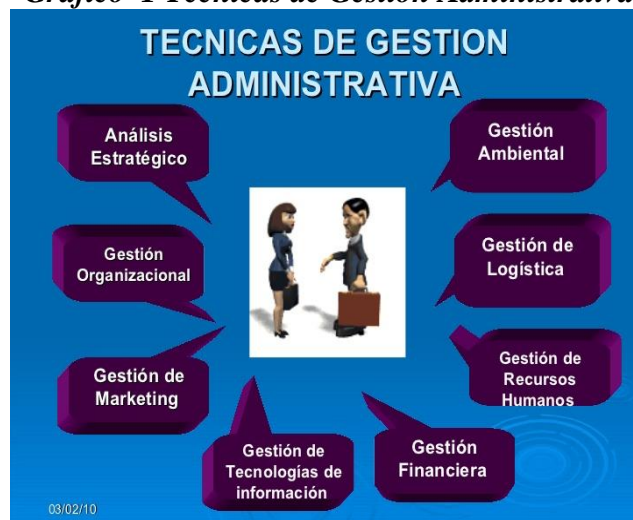 Gráfico 1 Técnicas de Gestión Administrativa
TECNICAS DE GESTION
ADMINISTRATIVA
Análisis
Estratégico
Gestión
Ambiental
Gestión
Organizacional
Gestión de
Logística
Gestión de
Marketing
Gestión de
Recursos
Humanos
Gestión de
Tecnologías de
información
Gestión
Financiera
03/02/10